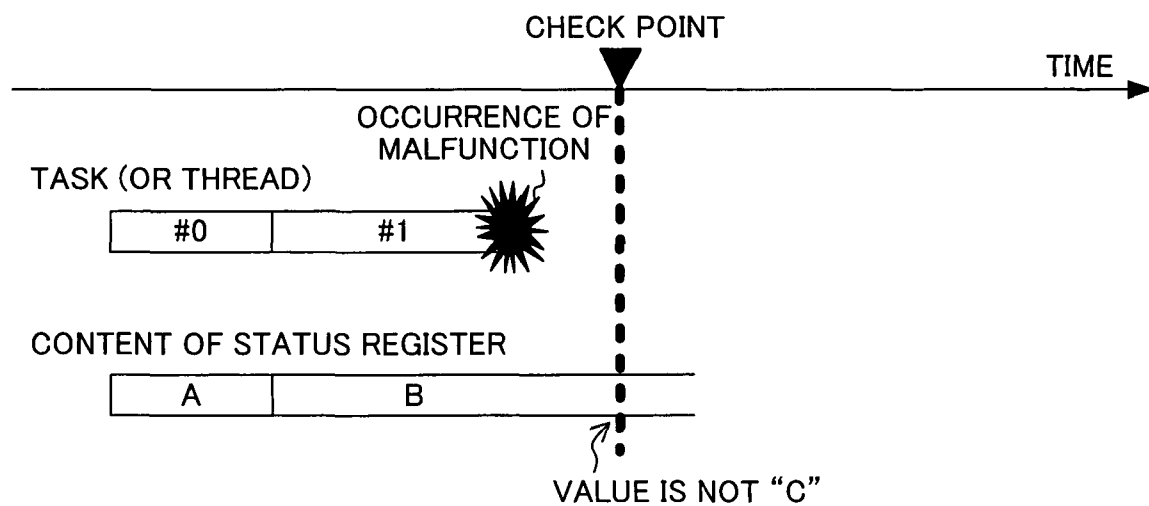 CHECK POINT
TIME
OCCURRENCE OF
MALFUNCTION
TASK (OR THREAD)
#0 #1
CONTENT OF STATUS REGISTER
A B
VALUE IS NOT “C”